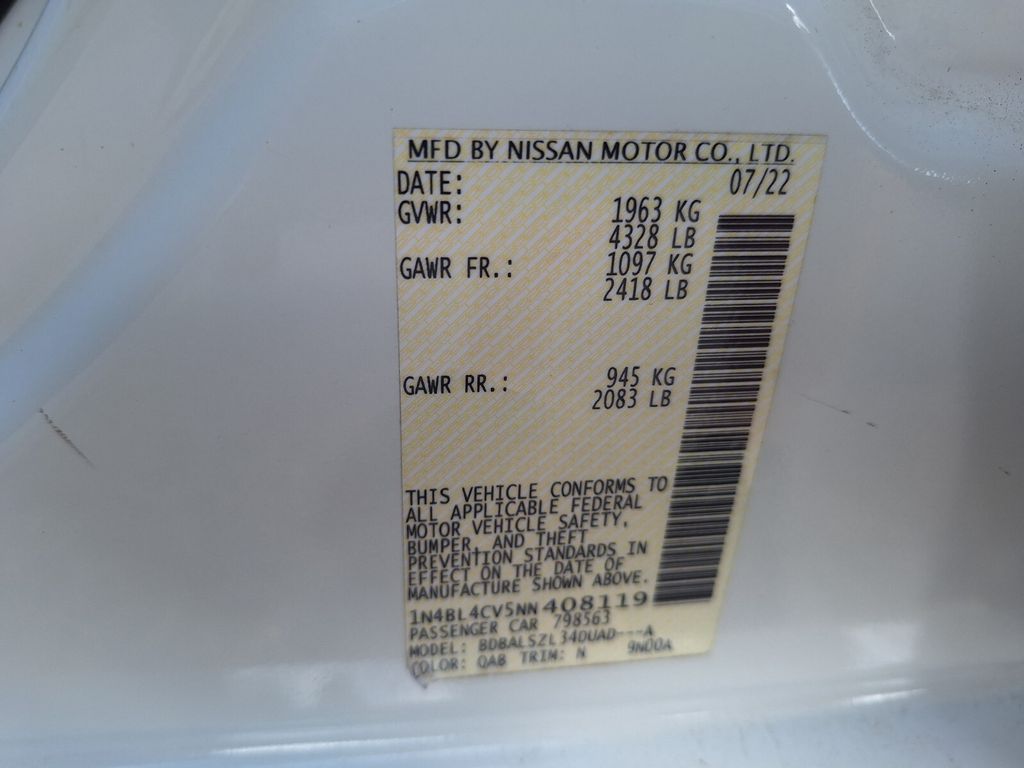 MFD BY NISSAN MOTOR CO., LTD.
DATE: 07/22
GVWR: 1963 KG
4328 LB
GAWR FR.: 1097 KG
2418 LB
GAWR RR.: 945 KG
2083 LB
THIS VEHICLE CONFORMS TO
ALL APPLICABLE FEDERAL
MOTOR VEHICLE SAFETY,
BUMPER, AND THEFT
PREVENTION STANDARDS IN
EFFECT ON THE DATE OF
MANUFACTURE SHOWN ABOVE.
1N4BL4CV5NN408119
PASSENGER CAR 798563
MODEL: BDBALSZL34DUAD---A
COLOR: QAB TRIM: N 9N00A